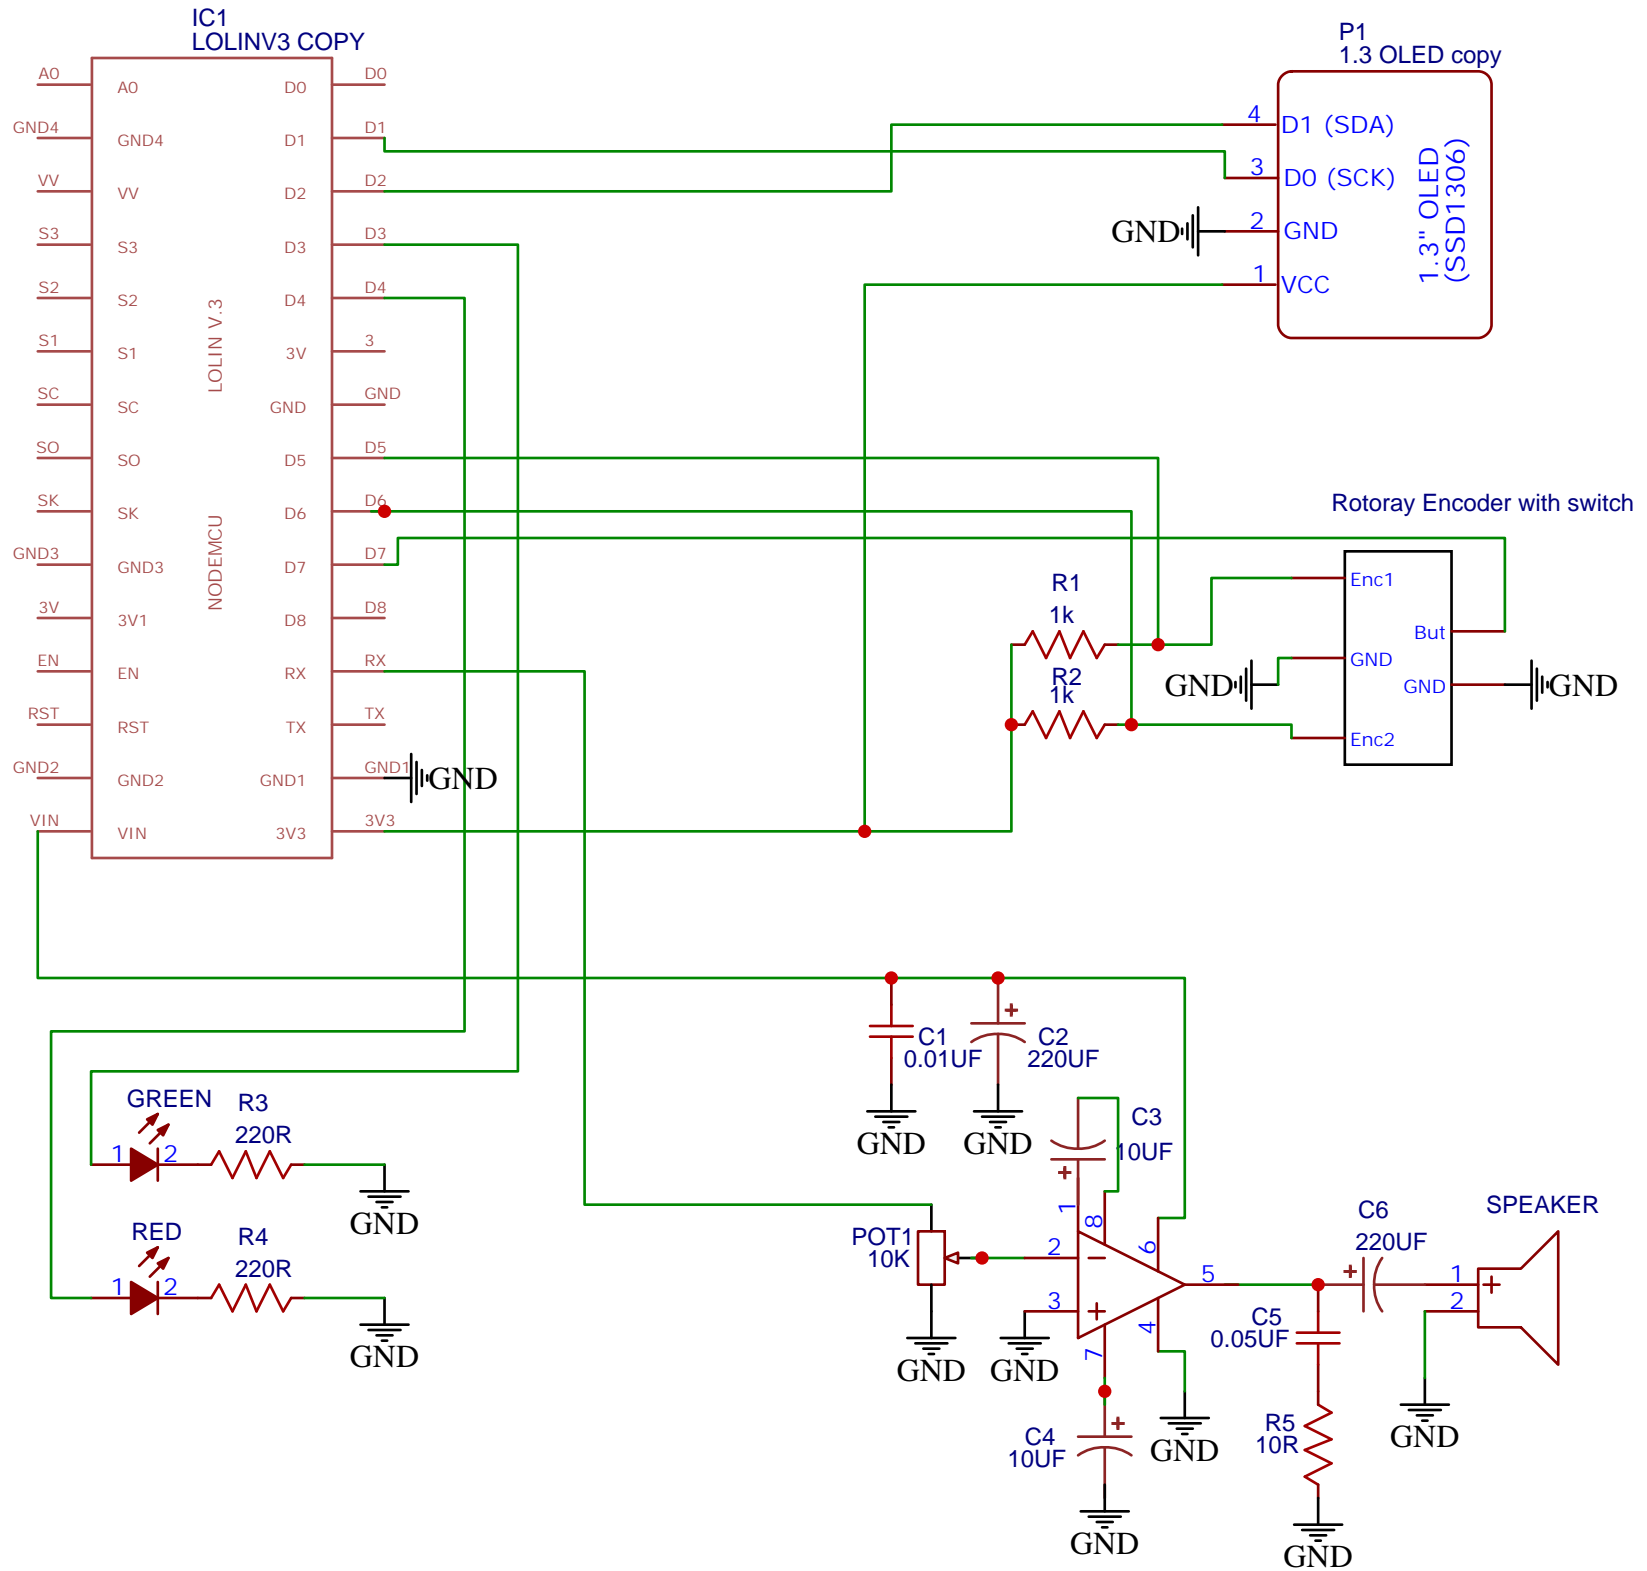 IC1
LOLINV3 COPY
A0
GND4
VV
S3
S2
S1
SC
SO
SK
GND3
3V
EN
RST
GND2
VIN
A0
GND4
VV
S3
S2
S1
SC
SO
SK
GND3
3V1
EN
RST
GND2
VIN
LOLIN V.3
NODEMCU
D0
D1
D2
D3
D4
3V
GND
D5
D6
D7
D8
RX
TX
GND1
3V3
D0
D1
D2
D3
D4
3
GND
D5
D6
D7
D8
RX
TX
GND1
3V3
GND
P1
1.3 OLED copy
4
D1 (SDA)
3
D0 (SCK)
GND
2
GND
1
VCC
1.3" OLED
(SSD1306)
Rotoray Encoder with switch
Enc1
But
GND
GND
Enc2
GND
GND
R1
1k
R2
1k
C1
0.01UF
GND
C2
220UF
GND
C3
10UF
GREEN
1
2
R3
220R
GND
RED
1
2
R4
220R
GND
POT1
10K
GND
1
8
2
6
3
5
7
4
GND
C4
10UF
GND
GND
C5
0.05UF
R5
10R
GND
C6
220UF
SPEAKER
1
2
GND